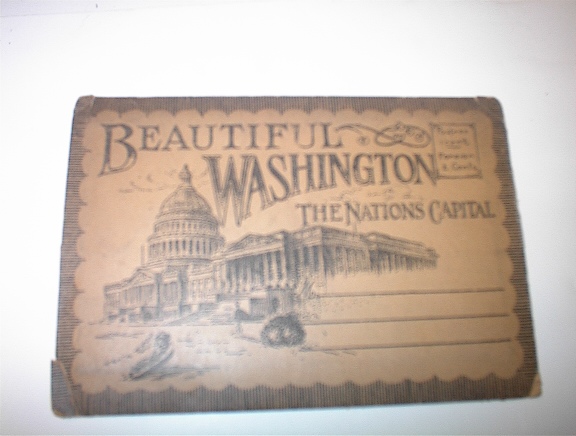 BEAUTIFUL
WASHINGTON
THE NATIONS CAPITAL